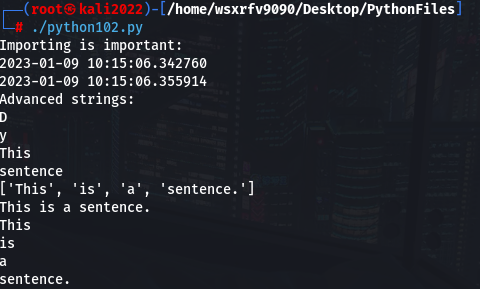 ┌──(root㉿kali2022)-[/home/wsxrfv9090/Desktop/PythonFiles]
└─# ./python102.py
Importing is important:
2023-01-09 10:15:06.342760
2023-01-09 10:15:06.355914
Advanced strings:
D
y
This
sentence
['This', 'is', 'a', 'sentence.']
This is a sentence.
This
is
a
sentence.